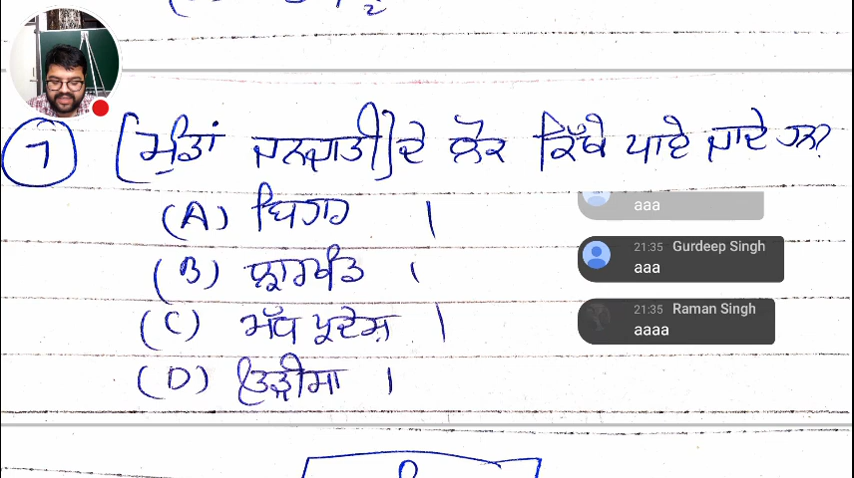 7 [ਮੁੰਡਾਂ ਜਨਜਾਤੀ] ਦੇ ਲੋਕ ਕਿੱਥੇ ਪਾਏ ਜਾਂਦੇ ਹਨ?
(A) ਬਿਹਾਰ ।
(B) ਝਾਰਖੰਡ ।
(C) ਮੱਧ ਪ੍ਰਦੇਸ਼ ।
(D) ਉੜੀਸਾ ।
aaa
21:35 Gurdeep Singh
aaa
21:35 Raman Singh
aaaa